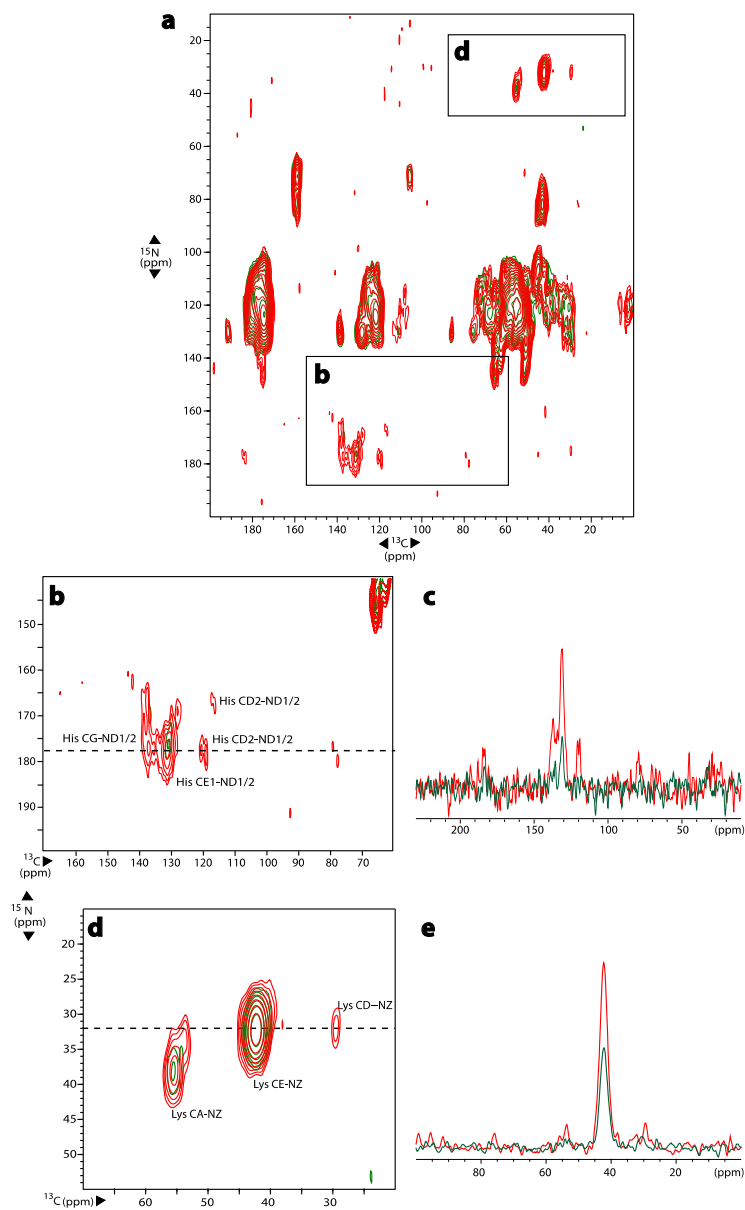 a
20
d
40
60
80
100
15N
(ppm)
120
140
b
160
180
180 160 140 120 100 80 60 40 20
13C
(ppm)
b
c
150
160
His CD2-ND1/2
170
His CG-ND1/2 His CD2-ND1/2
180
His CE1-ND1/2
190
13C
(ppm)
160 150 140 130 120 110 100 90 80 70
200 150 100 50 (ppm)
15 N
(ppm)
d
e
20
25
30
Lys CD–NZ
35
40
Lys CE-NZ
Lys CA-NZ
45
50
13C (ppm) 60 50 40 30
80 60 40 20 (ppm)